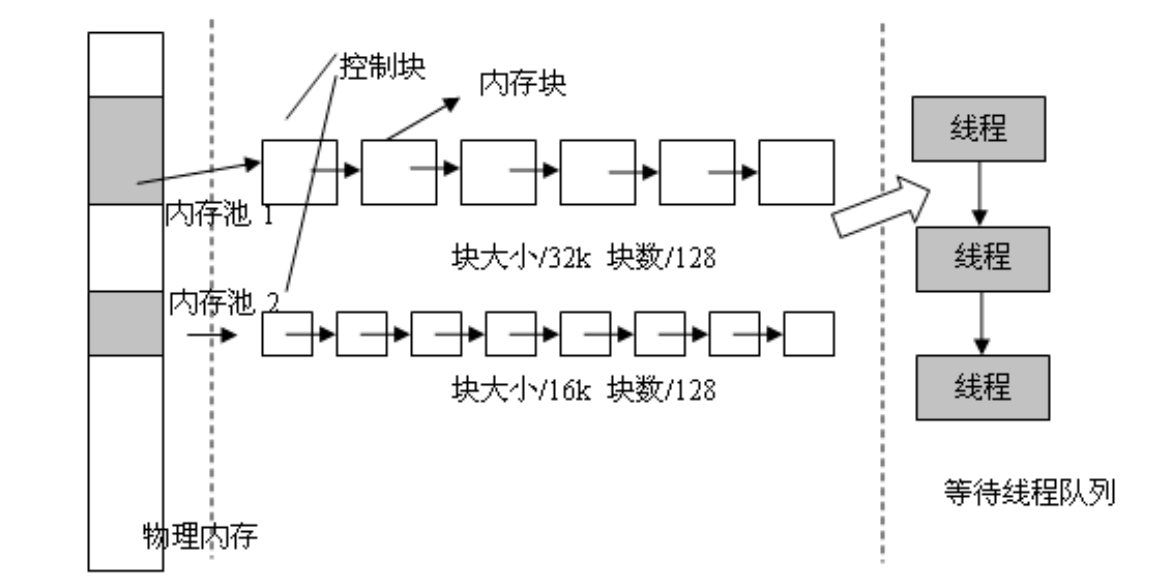 控制块
内存块
线程
内存池 1
块大小/32k 块数/128
线程
内存池 2
块大小/16k 块数/128
线程
等待线程队列
物理内存